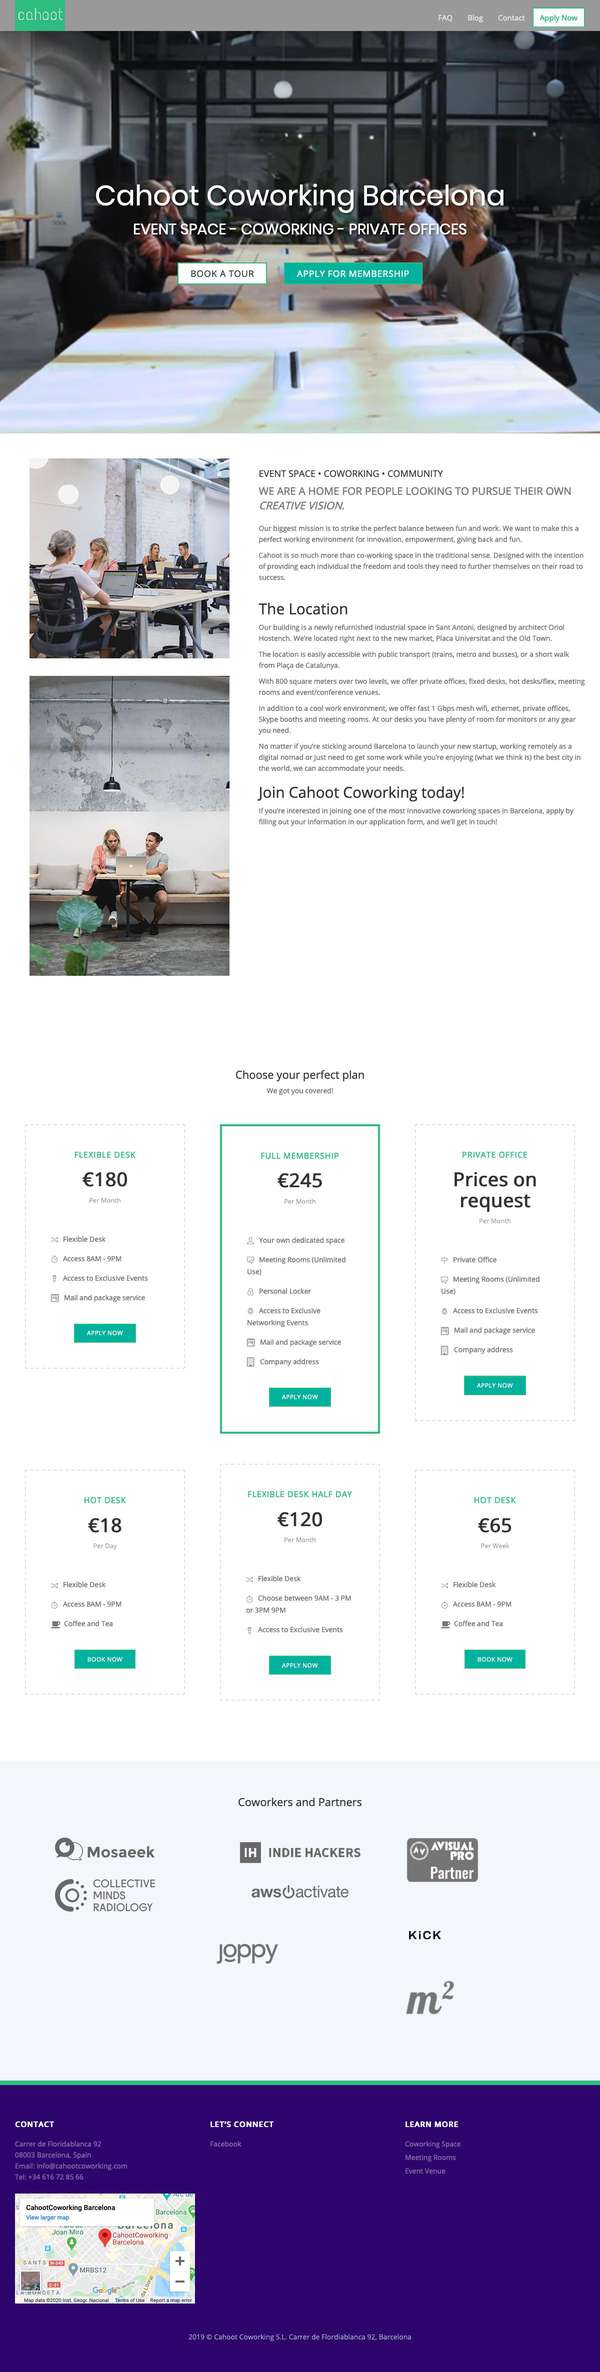 cahoot
FAQ Blog Contact Apply Now
Cahoot Coworking Barcelona
EVENT SPACE - COWORKING - PRIVATE OFFICES
BOOK A TOUR APPLY FOR MEMBERSHIP
EVENT SPACE • COWORKING • COMMUNITY
WE ARE A HOME FOR PEOPLE LOOKING TO PURSUE THEIR OWN
CREATIVE VISION.
Our biggest mission is to strike the perfect balance between fun and work. We want to make this a
perfect working environment for innovation, empowerment, giving back and fun.
Cahoot is so much more than co-working space in the traditional sense. Designed with the intention
of providing each individual the freedom and tools they need to further themselves on their road to
success.
The Location
Our building is a newly refurnished industrial space in Sant Antoni, designed by architect Oriol
Hostench. We're located right next to the new market, Placa Universitat and the Old Town.
The location is easily accessible with public transport (trains, metro and busses), or a short walk
from Plaça de Catalunya.
With 800 square meters over two levels, we offer private offices, fixed desks, hot desks/flex, meeting
rooms and event/conference venues.
In addition to a cool work environment, we offer fast 1 Gbps mesh wifi, ethernet, private offices,
Skype booths and meeting rooms. At our desks you have plenty of room for monitors or any gear
you need.
No matter if you're sticking around Barcelona to launch your new startup, working remotely as a
digital nomad or just need to get some work while you're enjoying (what we think is) the best city in
the world, we can accommodate your needs.
Join Cahoot Coworking today!
If you're interested in joining one of the most innovative coworking spaces in Barcelona, apply by
filling out your information in our application form, and we'll get in touch!
Choose your perfect plan
We got you covered!
FLEXIBLE DESK
€180
Per Month
Flexible Desk
Access 8AM - 9PM
Access to Exclusive Events
Mail and package service
APPLY NOW
FULL MEMBERSHIP
€245
Per Month
Your own dedicated space
Meeting Rooms (Unlimited
Use)
Personal Locker
Access to Exclusive
Networking Events
Mail and package service
Company address
APPLY NOW
PRIVATE OFFICE
Prices on
request
Per Month
Private Office
Meeting Rooms (Unlimited
Use)
Access to Exclusive Events
Mail and package service
Company address
APPLY NOW
HOT DESK
€18
Per Day
Flexible Desk
Access 8AM - 9PM
Coffee and Tea
BOOK NOW
FLEXIBLE DESK HALF DAY
€120
Per Month
Flexible Desk
Choose between 9AM - 3 PM
or 3PM 9PM
Access to Exclusive Events
APPLY NOW
HOT DESK
€65
Per Week
Flexible Desk
Access 8AM - 9PM
Coffee and Tea
BOOK NOW
Coworkers and Partners
Mosaeek
IH INDIE HACKERS
AV AVISUAL
PRO
Partner
COLLECTIVE
MINDS
RADIOLOGY
aws activate
KiCK
joppy
m2
CONTACT
Carrer de Floridablanca 92
08003 Barcelona, Spain
Email: info@cahootcoworking.com
Tel: +34 616 72 85 66
LET'S CONNECT
Facebook
LEARN MORE
Coworking Space
Meeting Rooms
Event Venue
CahootCoworking Barcelona
View larger map
Arc de
Joan Miró
Barcelona
CahootCoworking
Barcelona
SANTS
MRBS12
Google
Map data ©2020 Inst. Geogr. Nacional Terms of Use Report a map error
2019 © Cahoot Coworking S.L. Carrer de Flordiablanca 92, Barcelona